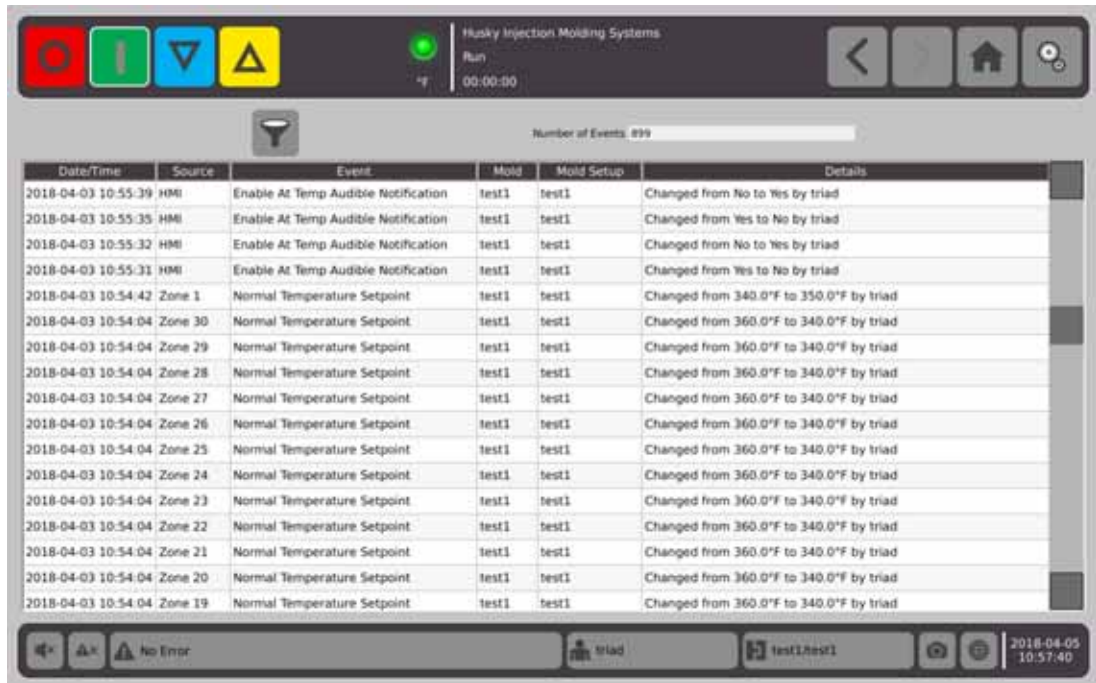 Husky Injection Molding Systems
Run
°F 00:00:00
Number of Events 899
Date/Time Source Event Mold Mold Setup Details
2018-04-03 10:55:39 HMI Enable At Temp Audible Notification test1 test1 Changed from No to Yes by triad
2018-04-03 10:55:35 HMI Enable At Temp Audible Notification test1 test1 Changed from Yes to No by triad
2018-04-03 10:55:32 HMI Enable At Temp Audible Notification test1 test1 Changed from No to Yes by triad
2018-04-03 10:55:31 HMI Enable At Temp Audible Notification test1 test1 Changed from Yes to No by triad
2018-04-03 10:54:42 Zone 1 Normal Temperature Setpoint test1 test1 Changed from 340.0°F to 350.0°F by triad
2018-04-03 10:54:04 Zone 30 Normal Temperature Setpoint test1 test1 Changed from 360.0°F to 340.0°F by triad
2018-04-03 10:54:04 Zone 29 Normal Temperature Setpoint test1 test1 Changed from 360.0°F to 340.0°F by triad
2018-04-03 10:54:04 Zone 28 Normal Temperature Setpoint test1 test1 Changed from 360.0°F to 340.0°F by triad
2018-04-03 10:54:04 Zone 27 Normal Temperature Setpoint test1 test1 Changed from 360.0°F to 340.0°F by triad
2018-04-03 10:54:04 Zone 26 Normal Temperature Setpoint test1 test1 Changed from 360.0°F to 340.0°F by triad
2018-04-03 10:54:04 Zone 25 Normal Temperature Setpoint test1 test1 Changed from 360.0°F to 340.0°F by triad
2018-04-03 10:54:04 Zone 24 Normal Temperature Setpoint test1 test1 Changed from 360.0°F to 340.0°F by triad
2018-04-03 10:54:04 Zone 23 Normal Temperature Setpoint test1 test1 Changed from 360.0°F to 340.0°F by triad
2018-04-03 10:54:04 Zone 22 Normal Temperature Setpoint test1 test1 Changed from 360.0°F to 340.0°F by triad
2018-04-03 10:54:04 Zone 21 Normal Temperature Setpoint test1 test1 Changed from 360.0°F to 340.0°F by triad
2018-04-03 10:54:04 Zone 20 Normal Temperature Setpoint test1 test1 Changed from 360.0°F to 340.0°F by triad
2018-04-03 10:54:04 Zone 19 Normal Temperature Setpoint test1 test1 Changed from 360.0°F to 340.0°F by triad
No Error triad test1/test1 2018-04-05
10:57:40